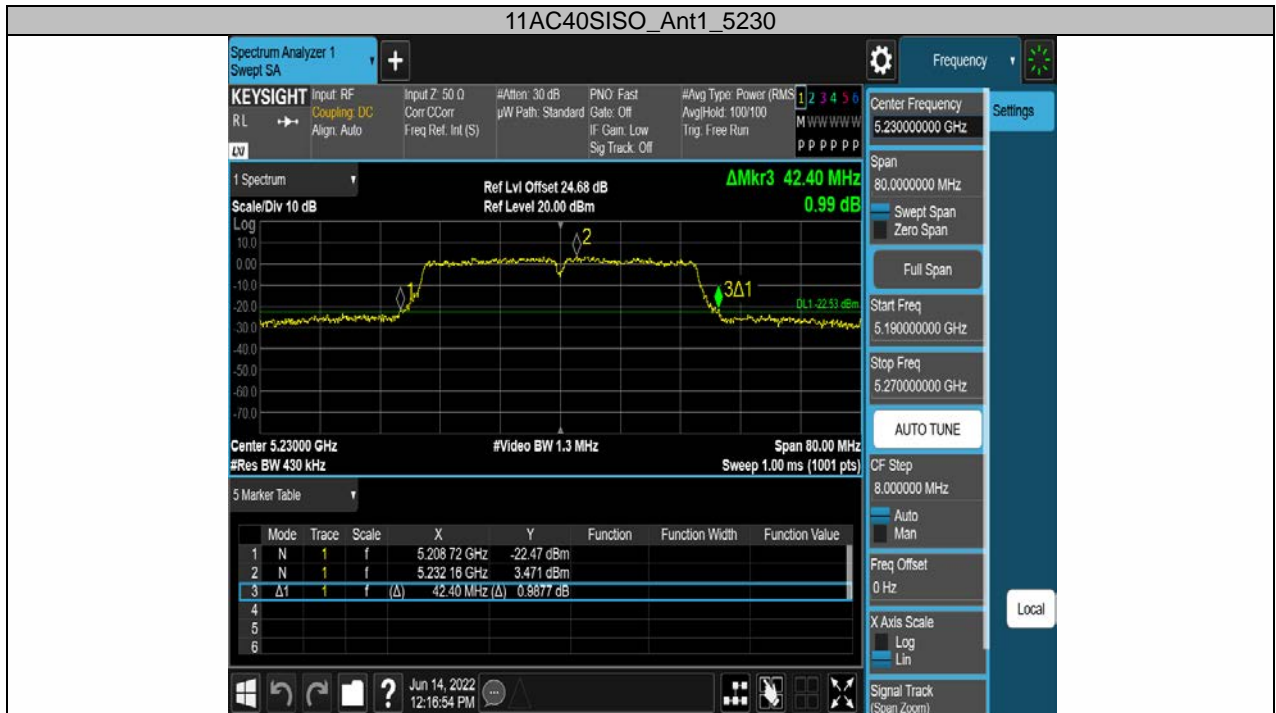 11AC40SISO_Ant1_5230
Spectrum Analyzer 1
Swept SA
+
Frequency
KEYSIGHT
RL
LXI
Input: RF
Coupling: DC
Align: Auto
Input Z: 50 Ω
Corr CCorr
Freq Ref: Int (S)
#Atten: 30 dB
µW Path: Standard
PNO: Fast
Gate: Off
IF Gain: Low
Sig Track: Off
#Avg Type: Power (RMS
Avg|Hold: 100/100
Trig: Free Run
1 2 3 4 5 6
M W W W W W
P P P P P P
Center Frequency
5.230000000 GHz
Settings
Span
80.0000000 MHz
Swept Span
Zero Span
Full Span
Start Freq
5.190000000 GHz
Stop Freq
5.270000000 GHz
AUTO TUNE
CF Step
8.000000 MHz
Auto
Man
Freq Offset
0 Hz
X Axis Scale
Log
Lin
Signal Track
(Span Zoom)
Local
1 Spectrum
Scale/Div 10 dB
Ref Lvl Offset 24.68 dB
Ref Level 20.00 dBm
ΔMkr3 42.40 MHz
0.99 dB
Log
10.0
0.00
-10.0
-20.0
-30.0
-40.0
-50.0
-60.0
-70.0
1
2
3Δ1
DL1 -22.53 dBm
Center 5.23000 GHz
#Video BW 1.3 MHz
Span 80.00 MHz
#Res BW 430 kHz
Sweep 1.00 ms (1001 pts)
5 Marker Table
Mode Trace Scale X Y Function Function Width Function Value
1 N 1 f 5.208 72 GHz -22.47 dBm
2 N 1 f 5.232 16 GHz 3.471 dBm
3 Δ1 1 f (Δ) 42.40 MHz (Δ) 0.9877 dB
4
5
6
?
Jun 14, 2022
12:16:54 PM